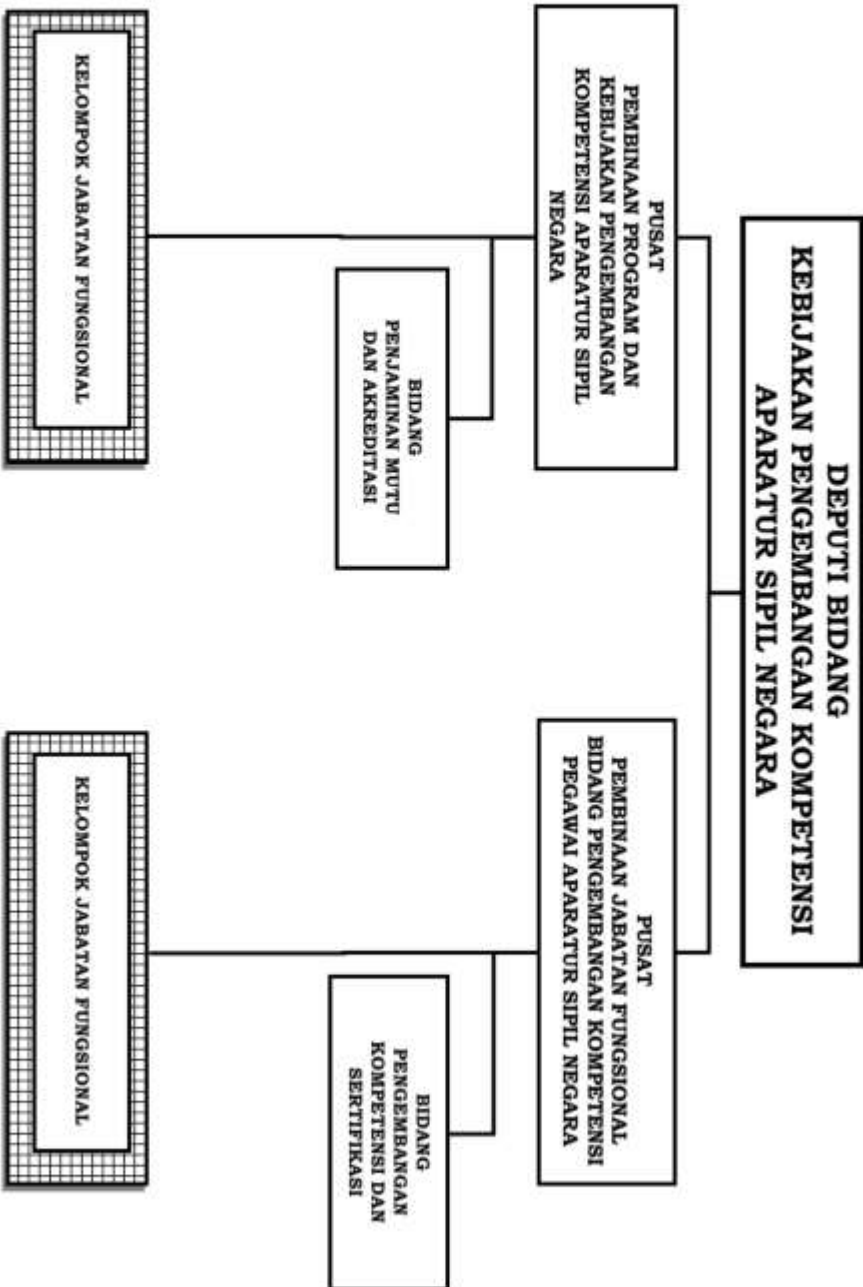 DEPUTI BIDANG
KEBIJAKAN PENGEMBANGAN KOMPETENSI
APARATUR SIPIL NEGARA
PUSAT
PEMBINAAN PROGRAM DAN
KEBIJAKAN PENGEMBANGAN
KOMPETENSI APARATUR SIPIL
NEGARA
PUSAT
PEMBINAAN JABATAN FUNGSIONAL
BIDANG PENGEMBANGAN KOMPETENSI
PEGAWAI APARATUR SIPIL NEGARA
BIDANG
PENJAMINAN MUTU
DAN AKREDITASI
BIDANG
PENGEMBANGAN
KOMPETENSI DAN
SERTIFIKASI
KELOMPOK JABATAN FUNGSIONAL
KELOMPOK JABATAN FUNGSIONAL